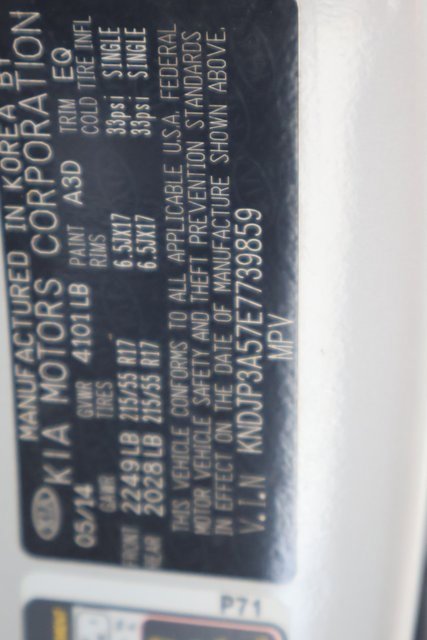 MANUFACTURED IN KOREA BY
KIA MOTORS CORPORATION
05/14 GVWR 4101LB PAINT A3D TRIM EQ
GAWR TIRES RIMS COLD TIRE INFL
FRONT 2249LB 215/55 R17 6.5JX17 33psi SINGLE
REAR 2028LB 215/55 R17 6.5JX17 33psi SINGLE
THIS VEHICLE CONFORMS TO ALL APPLICABLE U.S.A. FEDERAL
MOTOR VEHICLE SAFETY AND THEFT PREVENTION STANDARDS
IN EFFECT ON THE DATE OF MANUFACTURE SHOWN ABOVE.
V.I.N KNDJP3A57E7739859
MPV
P71